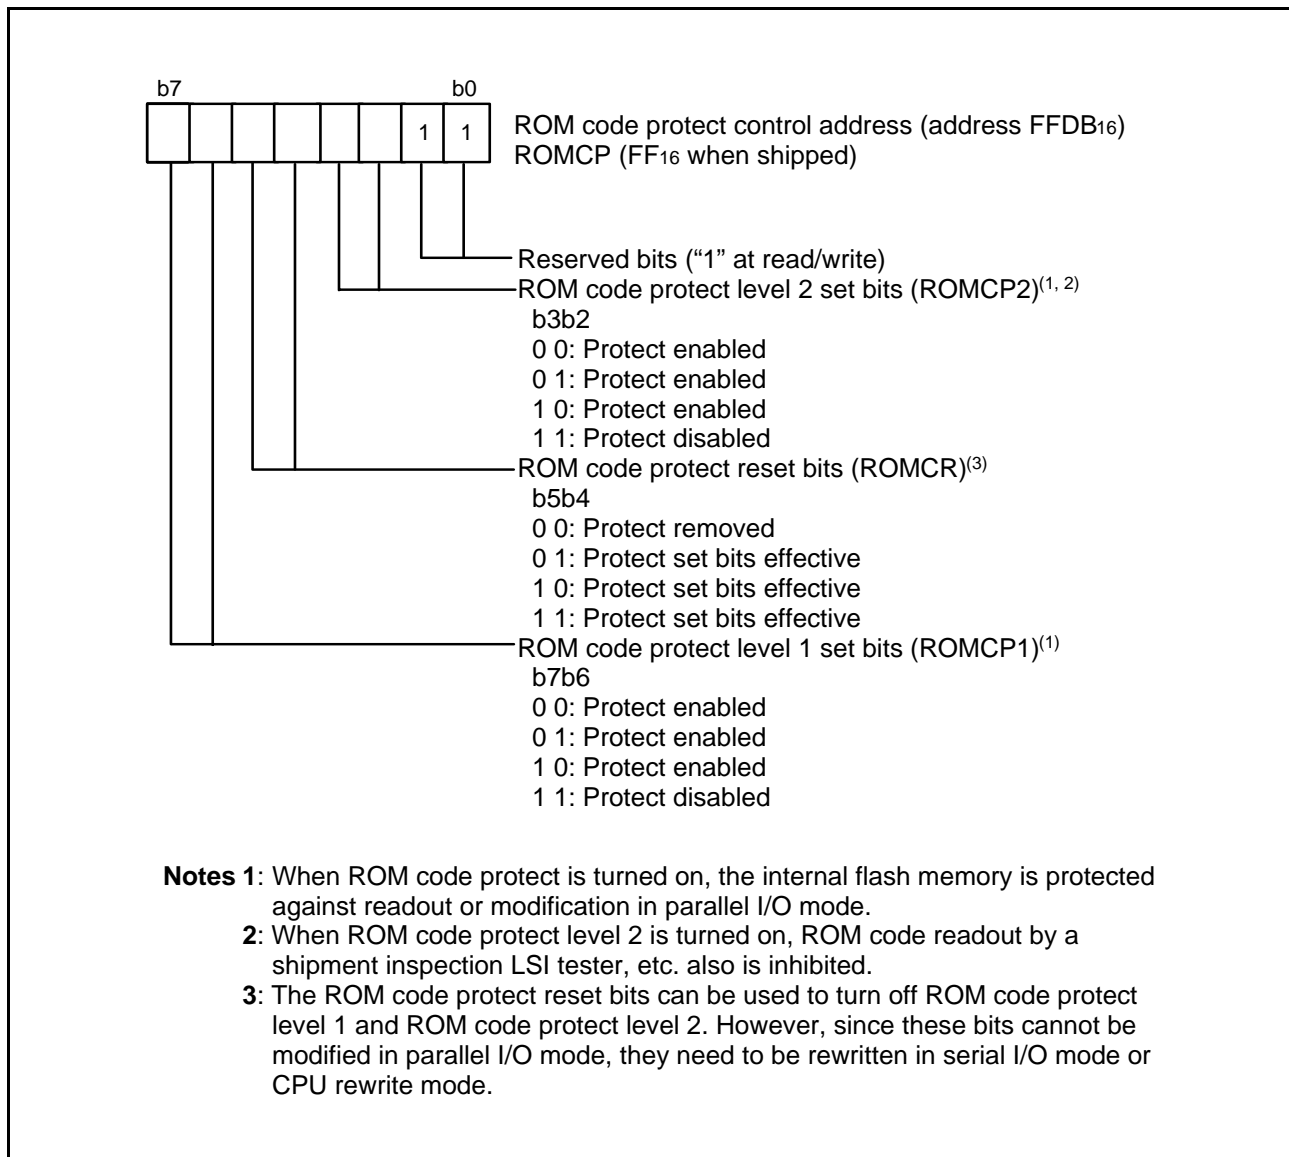 b7 b0
1 1
ROM code protect control address (address FFDB16)
ROMCP (FF16 when shipped)
Reserved bits (“1” at read/write)
ROM code protect level 2 set bits (ROMCP2)(1, 2)
b3b2
0 0: Protect enabled
0 1: Protect enabled
1 0: Protect enabled
1 1: Protect disabled
ROM code protect reset bits (ROMCR)(3)
b5b4
0 0: Protect removed
0 1: Protect set bits effective
1 0: Protect set bits effective
1 1: Protect set bits effective
ROM code protect level 1 set bits (ROMCP1)(1)
b7b6
0 0: Protect enabled
0 1: Protect enabled
1 0: Protect enabled
1 1: Protect disabled
Notes 1: When ROM code protect is turned on, the internal flash memory is protected
against readout or modification in parallel I/O mode.
2: When ROM code protect level 2 is turned on, ROM code readout by a
shipment inspection LSI tester, etc. also is inhibited.
3: The ROM code protect reset bits can be used to turn off ROM code protect
level 1 and ROM code protect level 2. However, since these bits cannot be
modified in parallel I/O mode, they need to be rewritten in serial I/O mode or
CPU rewrite mode.